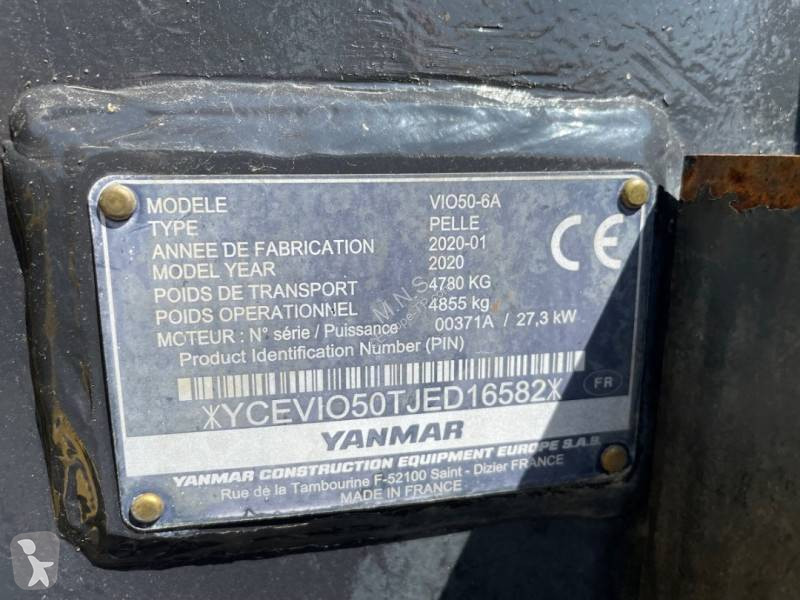 MODELE VIO50-6A
TYPE PELLE
ANNEE DE FABRICATION 2020-01
MODEL YEAR 2020
POIDS DE TRANSPORT 4780 KG
POIDS OPERATIONNEL 4855 kg
MOTEUR : N° série / Puissance 00371A / 27,3 kW
Product Identification Number (PIN)
CE
FR
*YCEVIO50TJED16582*
YANMAR
YANMAR CONSTRUCTION EQUIPMENT EUROPE S.A.S.
Rue de la Tambourine F-52100 Saint - Dizier FRANCE
MADE IN FRANCE
M N S